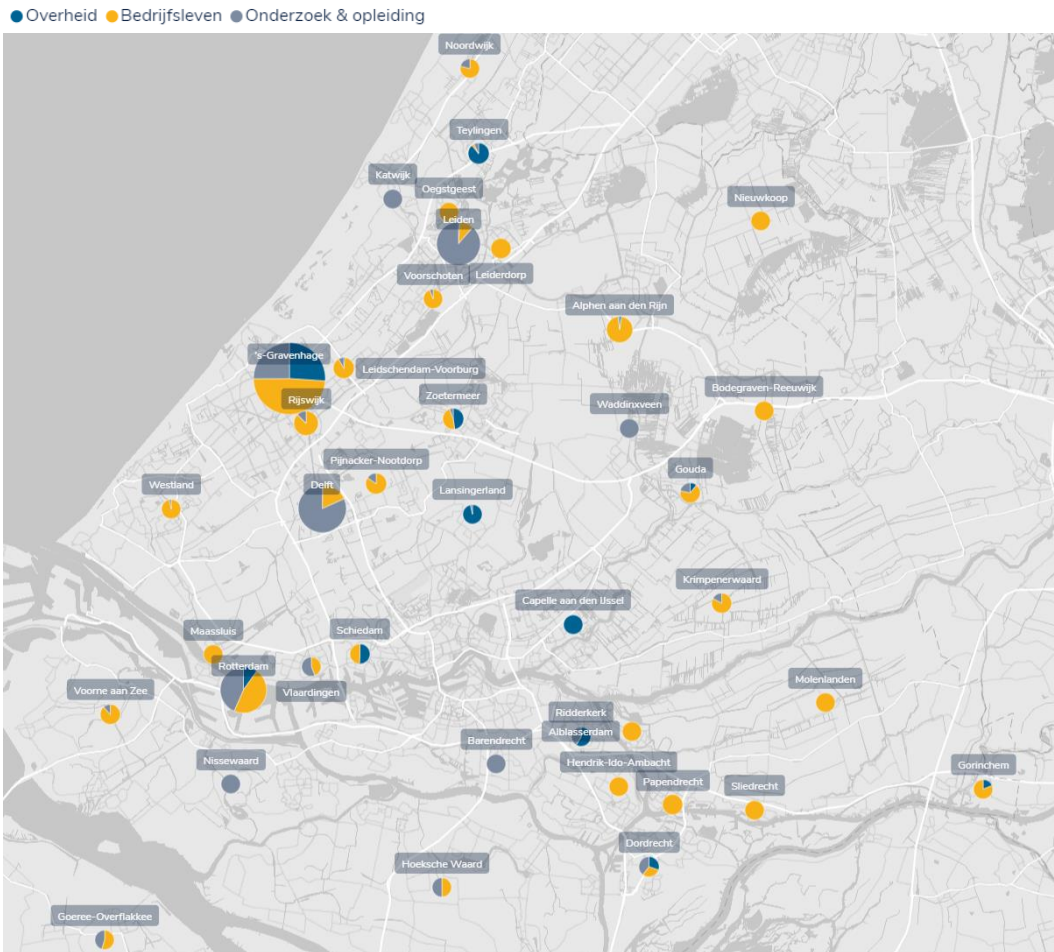 Overheid Bedrijfsleven Onderzoek & opleiding
Noordwijk
Teylingen
Katwijk
Oegstgeest
Nieuwkoop
Leiden
Voorschoten
Leiderdorp
Alphen aan den Rijn
's-Gravenhage
Leidschendam-Voorburg
Rijswijk
Zoetermeer
Bodegraven-Reeuwijk
Waddinxveen
Pijnacker-Nootdorp
Gouda
Westland
Delft
Lansingerland
Krimpenerwaard
Capelle aan den IJssel
Maassluis
Schiedam
Rotterdam
Vlaardingen
Voorne aan Zee
Molenlanden
Ridderkerk
Alblasserdam
Barendrecht
Nissewaard
Hendrik-Ido-Ambacht
Gorinchem
Papendrecht
Sliedrecht
Dordrecht
Hoeksche Waard
Goeree-Overflakkee